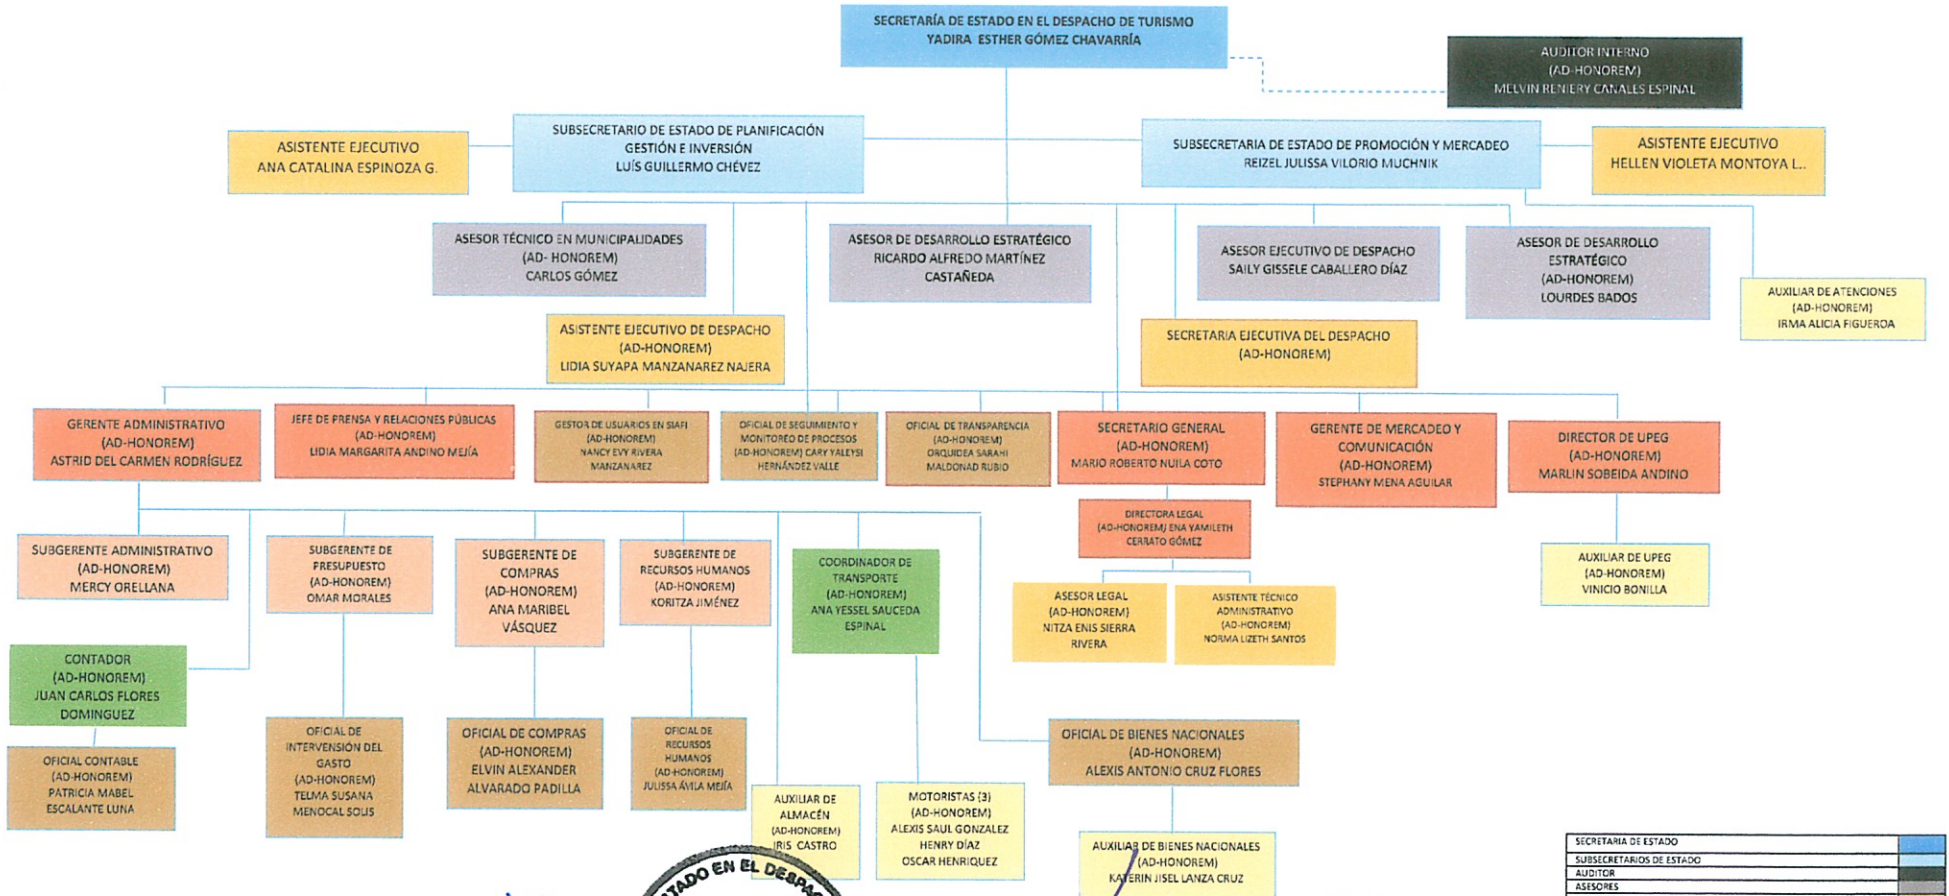 SECRETARÍA DE ESTADO EN EL DESPACHO DE TURISMO
YADIRA ESTHER GÓMEZ CHAVARRÍA
AUDITOR INTERNO
(AD-HONOREM)
MELVIN RENIERY CANALES ESPINAL
ASISTENTE EJECUTIVO
ANA CATALINA ESPINOZA G.
SUBSECRETARIO DE ESTADO DE PLANIFICACIÓN
GESTIÓN E INVERSIÓN
LUÍS GUILLERMO CHÉVEZ
SUBSECRETARIA DE ESTADO DE PROMOCIÓN Y MERCADEO
REIZEL JULISSA VILORIO MUCHNIK
ASISTENTE EJECUTIVO
HELLEN VIOLETA MONTOYA L..
ASESOR TÉCNICO EN MUNICIPALIDADES
(AD- HONOREM)
CARLOS GÓMEZ
ASESOR DE DESARROLLO ESTRATÉGICO
RICARDO ALFREDO MARTÍNEZ
CASTAÑEDA
ASESOR EJECUTIVO DE DESPACHO
SAILY GISSELE CABALLERO DÍAZ
ASESOR DE DESARROLLO
ESTRATÉGICO
(AD-HONOREM)
LOURDES BADOS
AUXILIAR DE ATENCIONES
(AD-HONOREM)
IRMA ALICIA FIGUEROA
ASISTENTE EJECUTIVO DE DESPACHO
(AD-HONOREM)
LIDIA SUYAPA MANZANAREZ NAJERA
SECRETARIA EJECUTIVA DEL DESPACHO
(AD-HONOREM)
GERENTE ADMINISTRATIVO
(AD-HONOREM)
ASTRID DEL CARMEN RODRÍGUEZ
JEFE DE PRENSA Y RELACIONES PÚBLICAS
(AD-HONOREM)
LIDIA MARGARITA ANDINO MEJÍA
GESTOR DE USUARIOS EN SIAFI
(AD-HONOREM)
NANCY EVY RIVERA
MANZANAREZ
OFICIAL DE SEGUIMIENTO Y
MONITOREO DE PROCESOS
(AD-HONOREM) CARY YALEYSI
HERNÁNDEZ VALLE
OFICIAL DE TRANSPARENCIA
(AD-HONOREM)
ORQUIDEA SARAHI
MALDONAD RUBIO
SECRETARIO GENERAL
(AD-HONOREM)
MARIO ROBERTO NUILA COTO
GERENTE DE MERCADEO Y
COMUNICACIÓN
(AD-HONOREM)
STEPHANY MENA AGUILAR
DIRECTOR DE UPEG
(AD-HONOREM)
MARLIN SOBEIDA ANDINO
DIRECTORA LEGAL
(AD-HONOREM) ENA YAMILETH
CERRATO GÓMEZ
SUBGERENTE ADMINISTRATIVO
(AD-HONOREM)
MERCY ORELLANA
SUBGERENTE DE
PRESUPUESTO
(AD-HONOREM)
OMAR MORALES
SUBGERENTE DE
COMPRAS
(AD-HONOREM)
ANA MARIBEL
VÁSQUEZ
SUBGERENTE DE
RECURSOS HUMANOS
(AD-HONOREM)
KORITZA JIMÉNEZ
COORDINADOR DE
TRANSPORTE
(AD-HONOREM)
ANA YESSEL SAUCEDA
ESPINAL
ASESOR LEGAL
(AD-HONOREM)
NITZA ENIS SIERRA
RIVERA
ASISTENTE TÉCNICO
ADMINISTRATIVO
(AD-HONOREM)
NORMA LIZETH SANTOS
AUXILIAR DE UPEG
(AD-HONOREM)
VINICIO BONILLA
CONTADOR
(AD-HONOREM)
JUAN CARLOS FLORES
DOMINGUEZ
OFICIAL CONTABLE
(AD-HONOREM)
PATRICIA MABEL
ESCALANTE LUNA
OFICIAL DE
INTERVENSIÓN DEL
GASTO
(AD-HONOREM)
TELMA SUSANA
MENOCAL SOLIS
OFICIAL DE COMPRAS
(AD-HONOREM)
ELVIN ALEXANDER
ALVARADO PADILLA
OFICIAL DE
RECURSOS
HUMANOS
(AD-HONOREM)
JULISSA ÁVILA MEJÍA
AUXILIAR DE
ALMACÉN
(AD-HONOREM)
IRIS CASTRO
MOTORISTAS (3)
(AD-HONOREM)
ALEXIS SAUL GONZALEZ
HENRY DÍAZ
OSCAR HENRIQUEZ
OFICIAL DE BIENES NACIONALES
(AD-HONOREM)
ALEXIS ANTONIO CRUZ FLORES
AUXILIAR DE BIENES NACIONALES
(AD-HONOREM)
KATERIN JISEL LANZA CRUZ
EN EL
SECRETARIA DE ESTADO
SUBSECRETARIOS DE ESTADO
AUDITOR
ASESORES